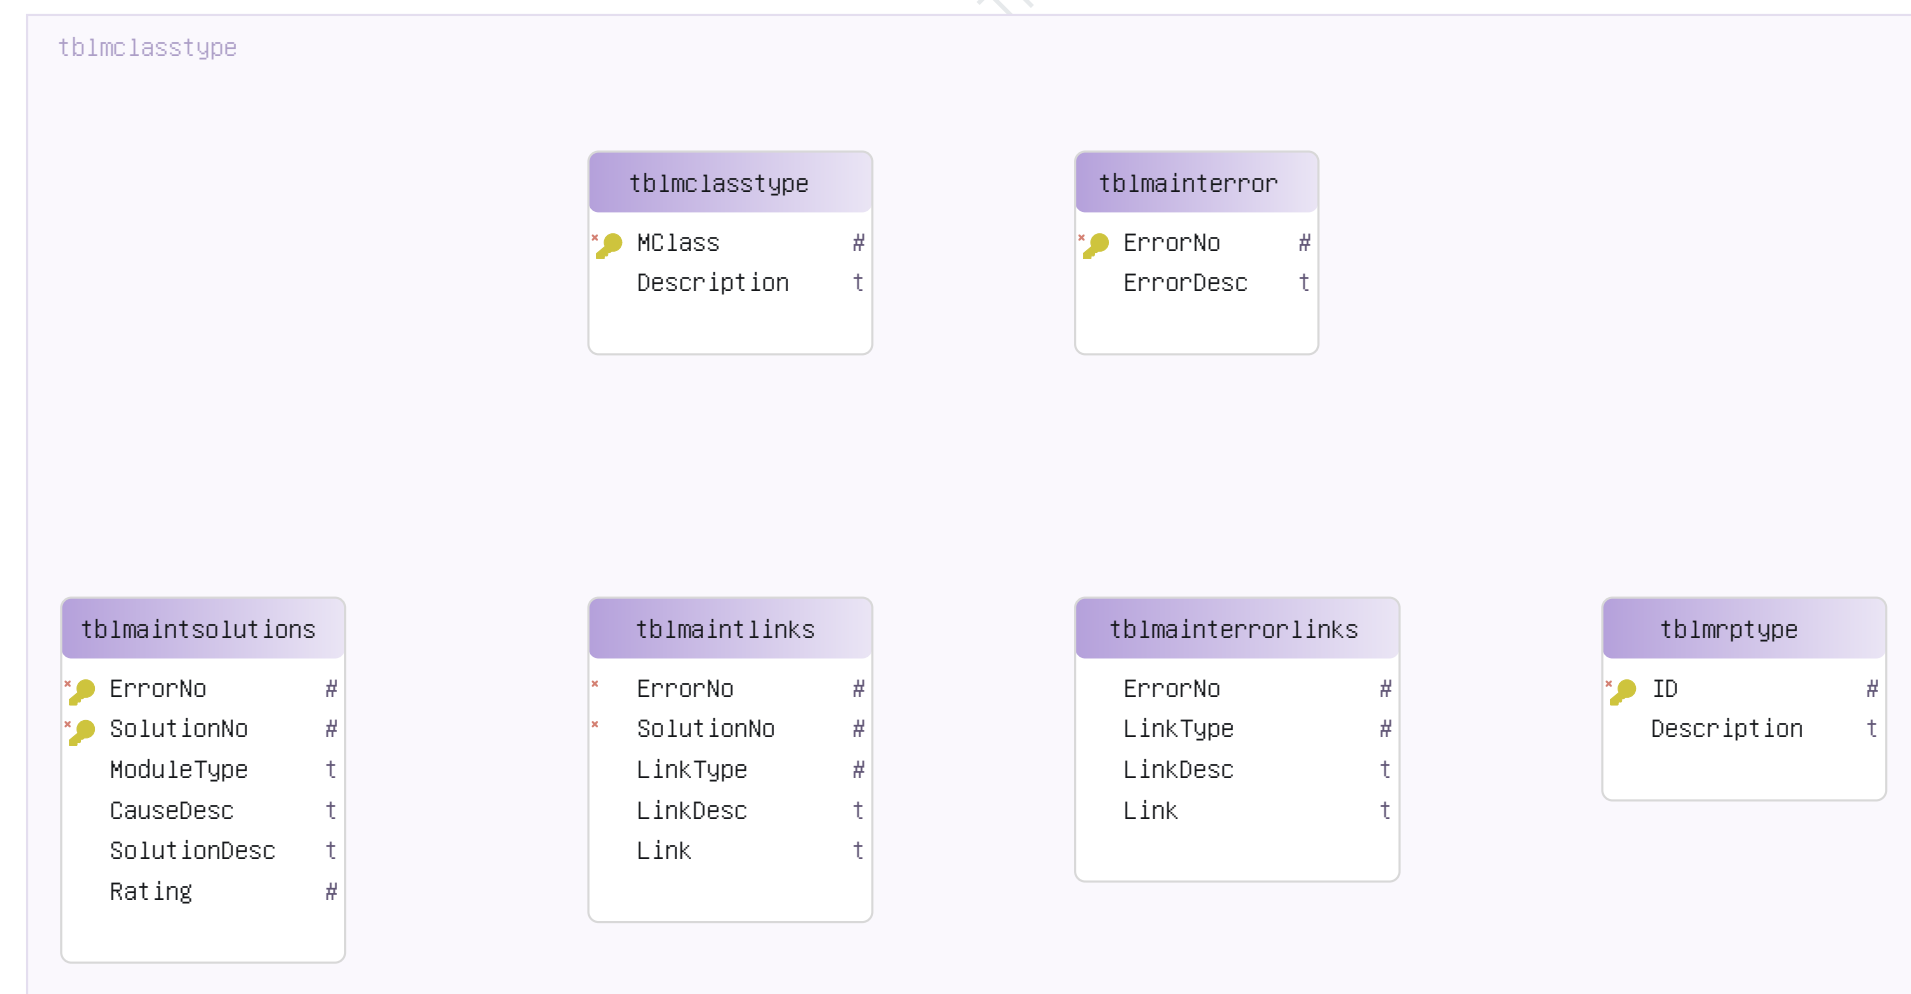 tblmclasstype
tblmclasstype
MClass #
Description t
tblmainterror
ErrorNo #
ErrorDesc t
tblmaintsolutions
ErrorNo #
SolutionNo #
ModuleType t
CauseDesc t
SolutionDesc t
Rating #
tblmaintlinks
ErrorNo #
SolutionNo #
LinkType #
LinkDesc t
Link t
tblmainterrorlinks
ErrorNo #
LinkType #
LinkDesc t
Link t
tblmrptype
ID #
Description t